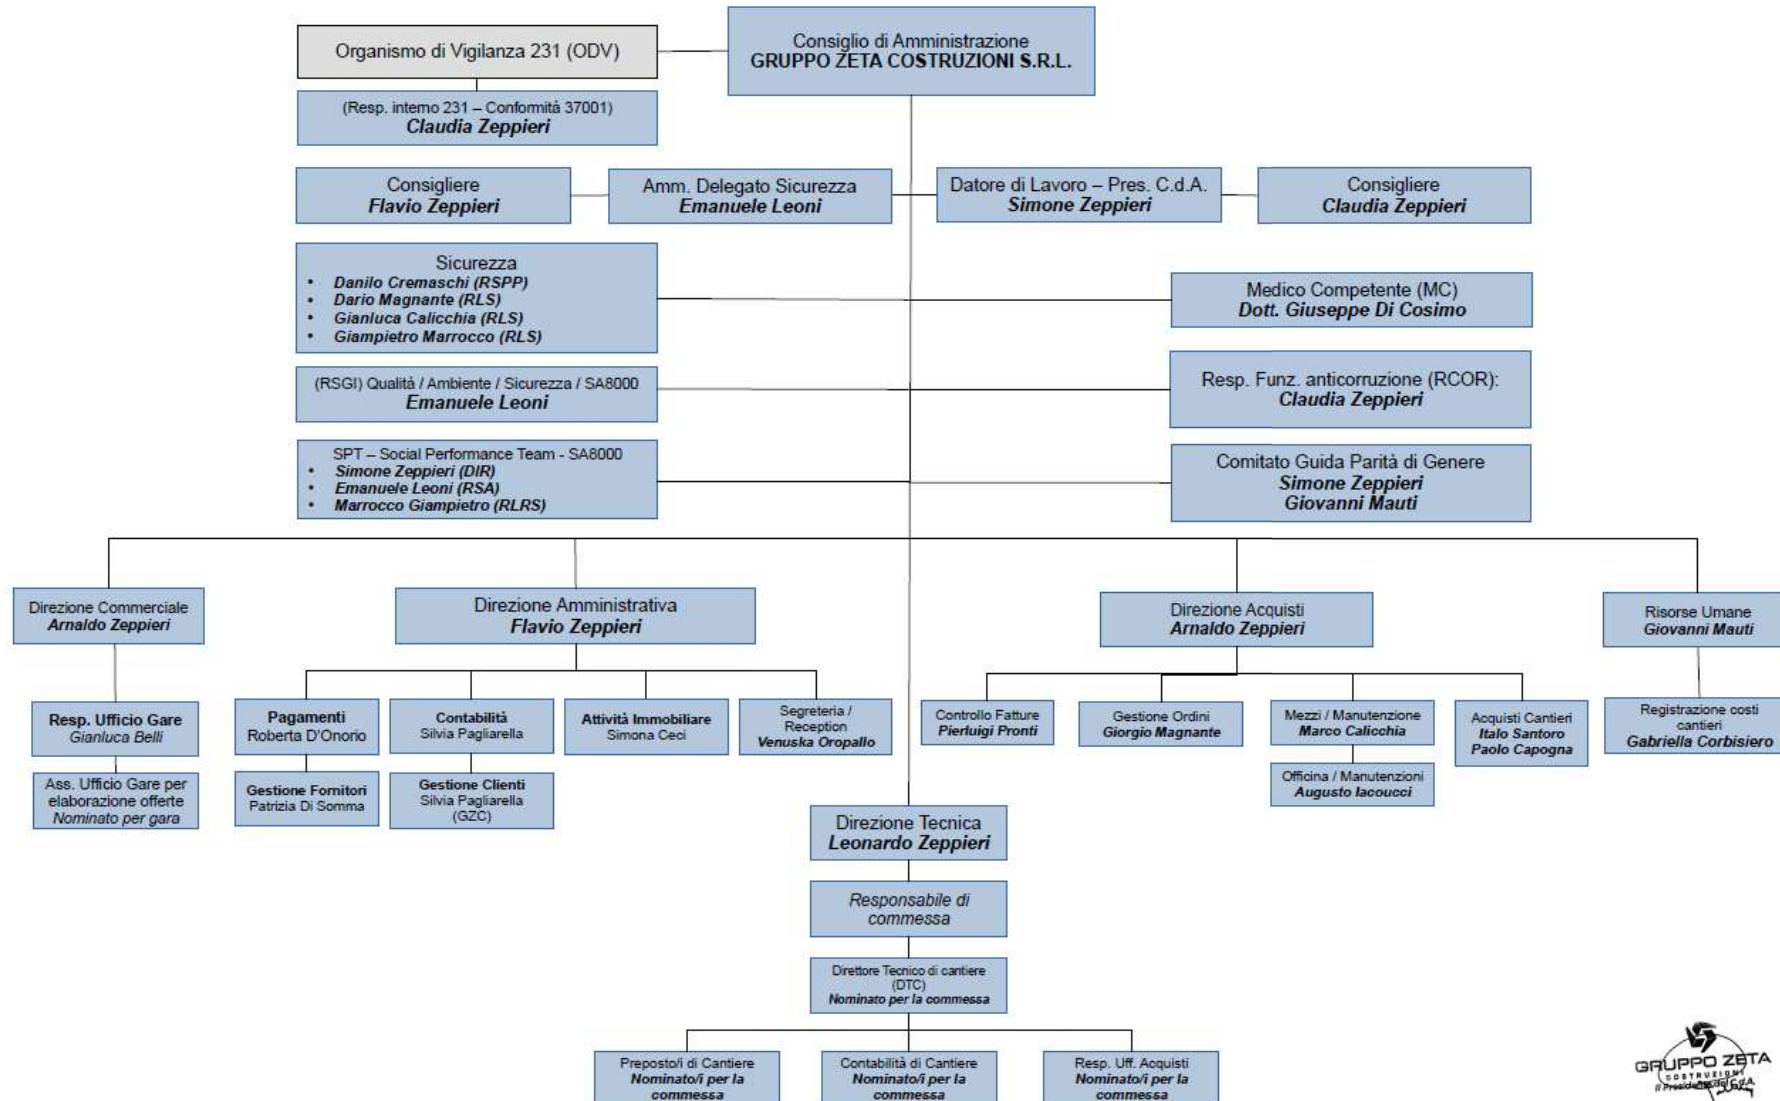 Organismo di Vigilanza 231 (ODV)
Consiglio di Amministrazione
GRUPPO ZETA COSTRUZIONI S.R.L.
(Resp. interno 231 – Conformità 37001)
Claudia Zeppieri
Consigliere
Flavio Zeppieri
Amm. Delegato Sicurezza
Emanuele Leoni
Datore di Lavoro – Pres. C.d.A.
Simone Zeppieri
Consigliere
Claudia Zeppieri
Sicurezza
• Danilo Cremaschi (RSPP)
• Dario Magnante (RLS)
• Gianluca Calicchia (RLS)
• Giampietro Marrocco (RLS)
Medico Competente (MC)
Dott. Giuseppe Di Cosimo
(RSGI) Qualità / Ambiente / Sicurezza / SA8000
Emanuele Leoni
Resp. Funz. anticorruzione (RCOR):
Claudia Zeppieri
SPT – Social Performance Team - SA8000
• Simone Zeppieri (DIR)
• Emanuele Leoni (RSA)
• Marrocco Giampietro (RLRS)
Comitato Guida Parità di Genere
Simone Zeppieri
Giovanni Mauti
Direzione Commerciale
Arnaldo Zeppieri
Direzione Amministrativa
Flavio Zeppieri
Direzione Acquisti
Arnaldo Zeppieri
Risorse Umane
Giovanni Mauti
Resp. Ufficio Gare
Gianluca Belli
Pagamenti
Roberta D'Onorio
Contabilità
Silvia Pagliarella
Attività Immobiliare
Simona Ceci
Segreteria /
Reception
Venuska Oropallo
Controllo Fatture
Pierluigi Pronti
Gestione Ordini
Giorgio Magnante
Mezzi / Manutenzione
Marco Calicchia
Acquisti Cantieri
Italo Santoro
Paolo Capogna
Registrazione costi
cantieri
Gabriella Corbisiero
Ass. Ufficio Gare per
elaborazione offerte
Nominato per gara
Gestione Fornitori
Patrizia Di Somma
Gestione Clienti
Silvia Pagliarella
(GZC)
Officina / Manutenzioni
Augusto Iacoucci
Direzione Tecnica
Leonardo Zeppieri
Responsabile di
commessa
Direttore Tecnico di cantiere
(DTC)
Nominato per la commessa
Preposto/i di Cantiere
Nominato/i per la
commessa
Contabilità di Cantiere
Nominato/i per la
commessa
Resp. Uff. Acquisti
Nominato/i per la
commessa
GRUPPO ZETA
COSTRUZIONI
Il Presidente del C.d.A.